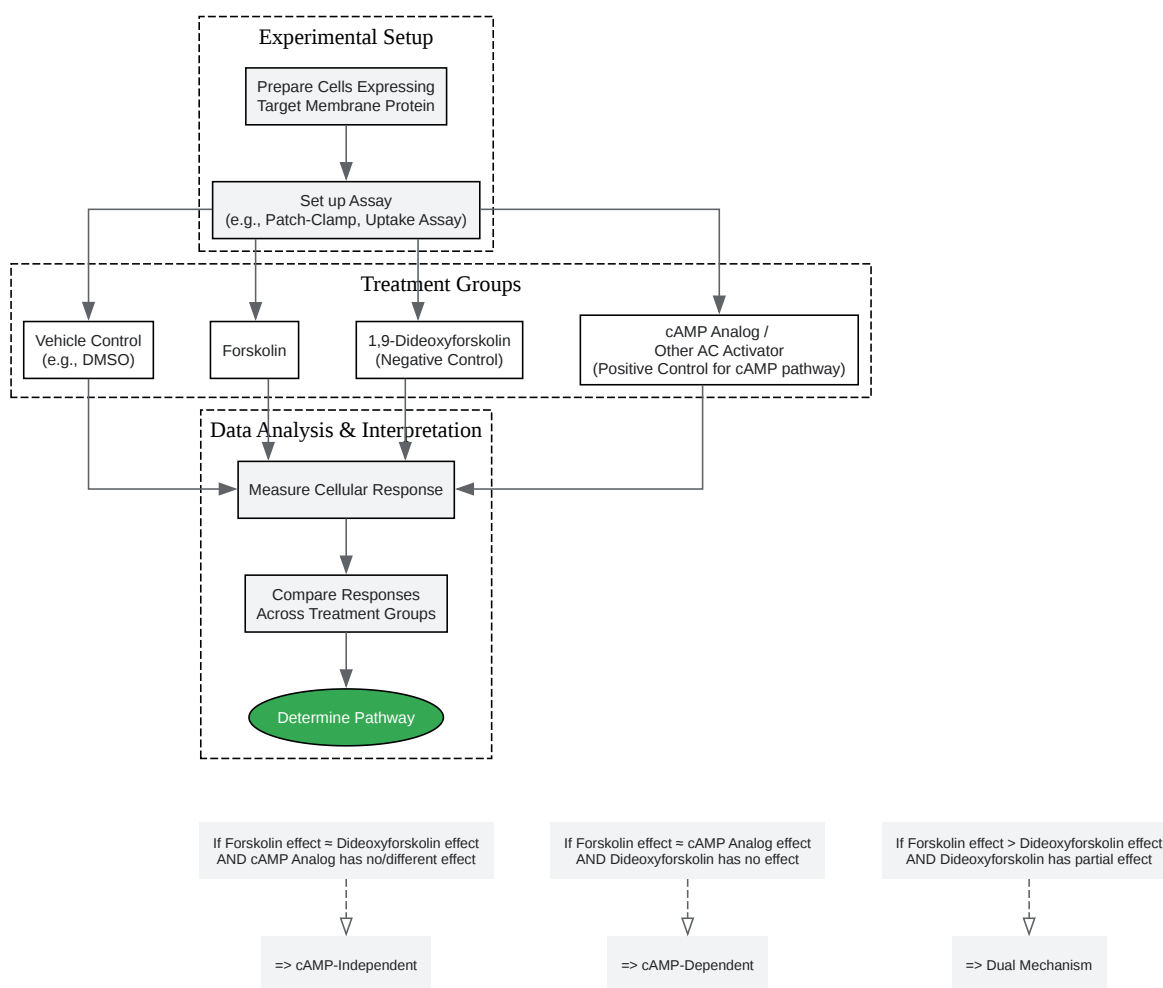 Experimental Setup
Prepare Cells Expressing
Target Membrane Protein
Set up Assay
(e.g., Patch-Clamp, Uptake Assay)
Treatment Groups
Vehicle Control
(e.g., DMSO)
Forskolin
1,9-Dideoxyforskolin
(Negative Control)
cAMP Analog /
Other AC Activator
(Positive Control for cAMP pathway)
Data Analysis & Interpretation
Measure Cellular Response
Compare Responses
Across Treatment Groups
Determine Pathway
If Forskolin effect ≈ Dideoxyforskolin effect
AND cAMP Analog has no/different effect
=> cAMP-Independent
If Forskolin effect ≈ cAMP Analog effect
AND Dideoxyforskolin has no effect
=> cAMP-Dependent
If Forskolin effect > Dideoxyforskolin effect
AND Dideoxyforskolin has partial effect
=> Dual Mechanism